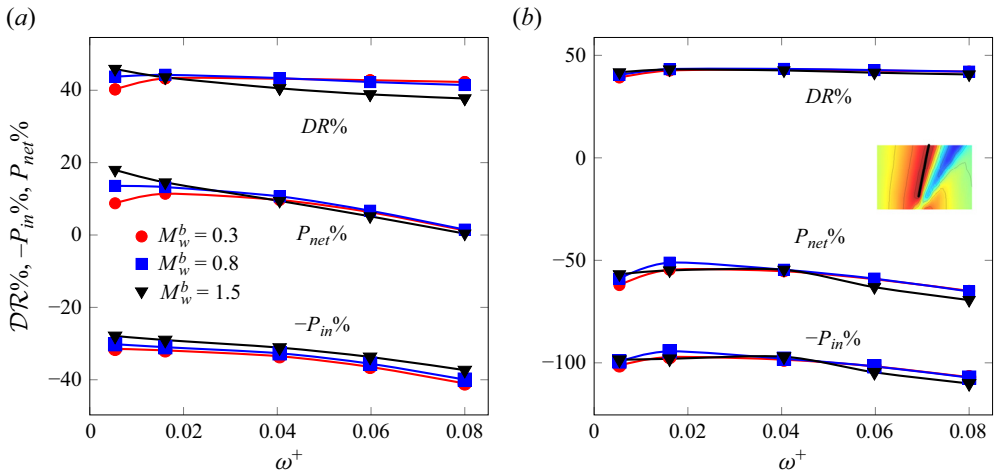 (a)
40
20
0
−20
−40
0
0.02
0.04
0.06
0.08
ω+
DR%, −P_in%, P_net%
DR%
P_net%
M_w^b = 0.3
M_w^b = 0.8
M_w^b = 1.5
−P_in%
(b)
50
0
−50
−100
0
0.02
0.04
0.06
0.08
ω+
DR%
P_net%
−P_in%